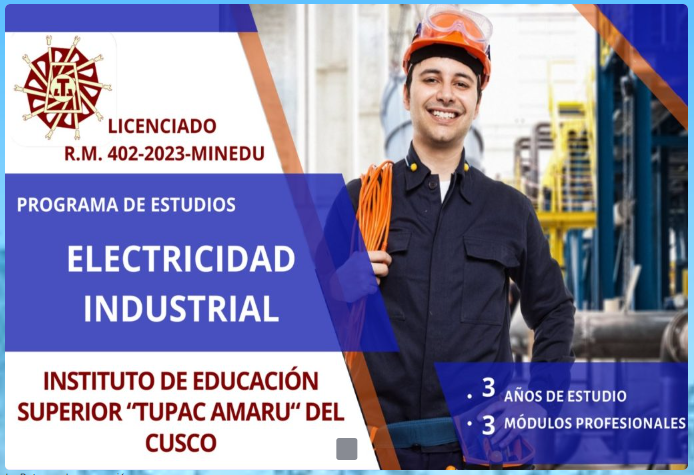 LICENCIADO
R.M. 402-2023-MINEDU
PROGRAMA DE ESTUDIOS
ELECTRICIDAD
INDUSTRIAL
INSTITUTO DE EDUCACIÓN
SUPERIOR “TUPAC AMARU“ DEL
CUSCO
• 3 AÑOS DE ESTUDIO
• 3 MÓDULOS PROFESIONALES